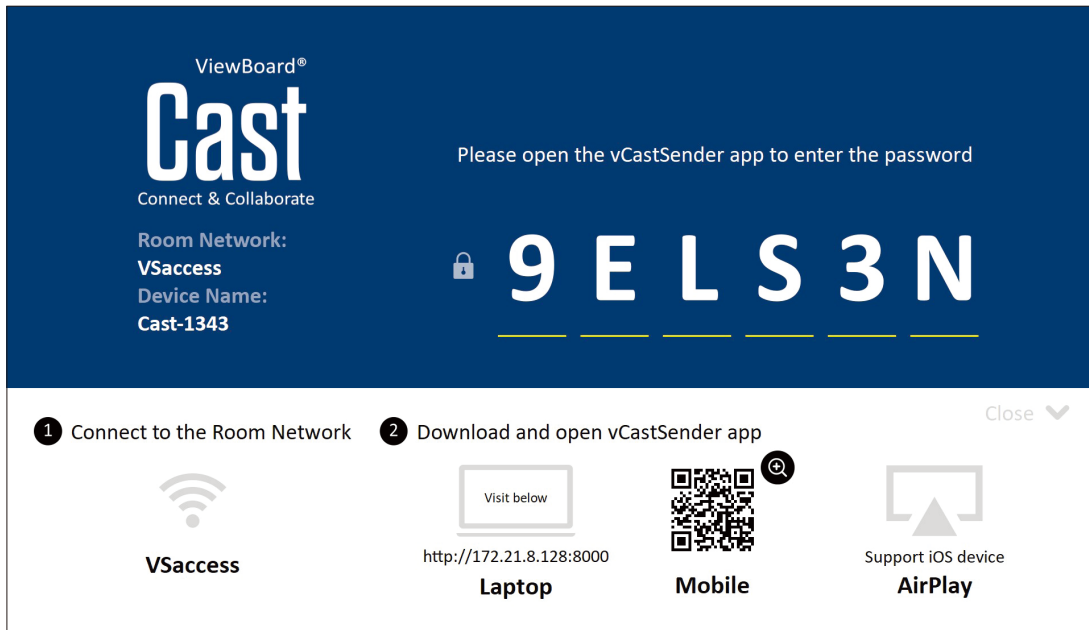 ViewBoard®
Cast
Connect & Collaborate
Room Network:
VSaccess
Device Name:
Cast-1343
Please open the vCastSender app to enter the password
9 E L S 3 N
Close
1 Connect to the Room Network
VSaccess
2 Download and open vCastSender app
Visit below
http://172.21.8.128:8000
Laptop
Mobile
Support iOS device
AirPlay